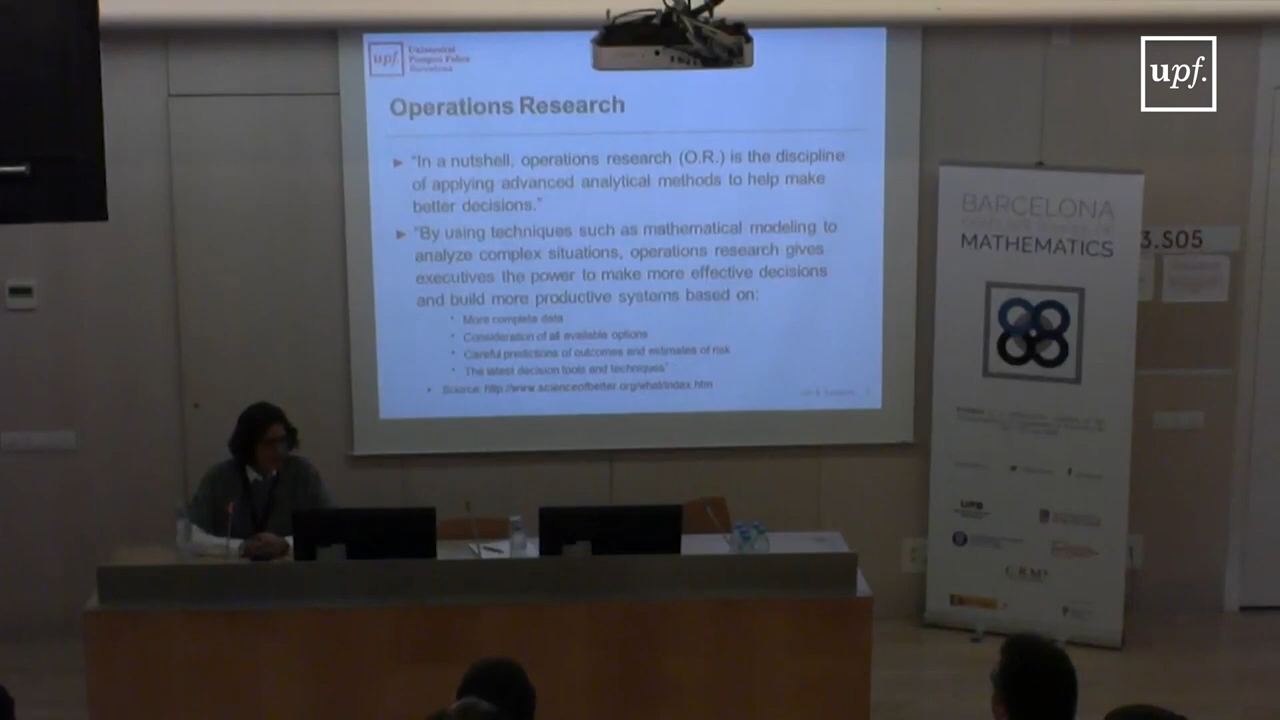 upf.
Universitat
Pompeu Fabra
Barcelona
Operations Research
► "In a nutshell, operations research (O.R.) is the discipline
of applying advanced analytical methods to help make
better decisions."
► "By using techniques such as mathematical modeling to
analyze complex situations, operations research gives
executives the power to make more effective decisions
and build more productive systems based on:
• More complete data
• Consideration of all available options
• Careful predictions of outcomes and estimates of risk
• The latest decision tools and techniques"
• Source: http://www.scienceofbetter.org/what/index.htm
upf.
BARCELONA
MATHEMATICS
3.S05
UPB
CRM